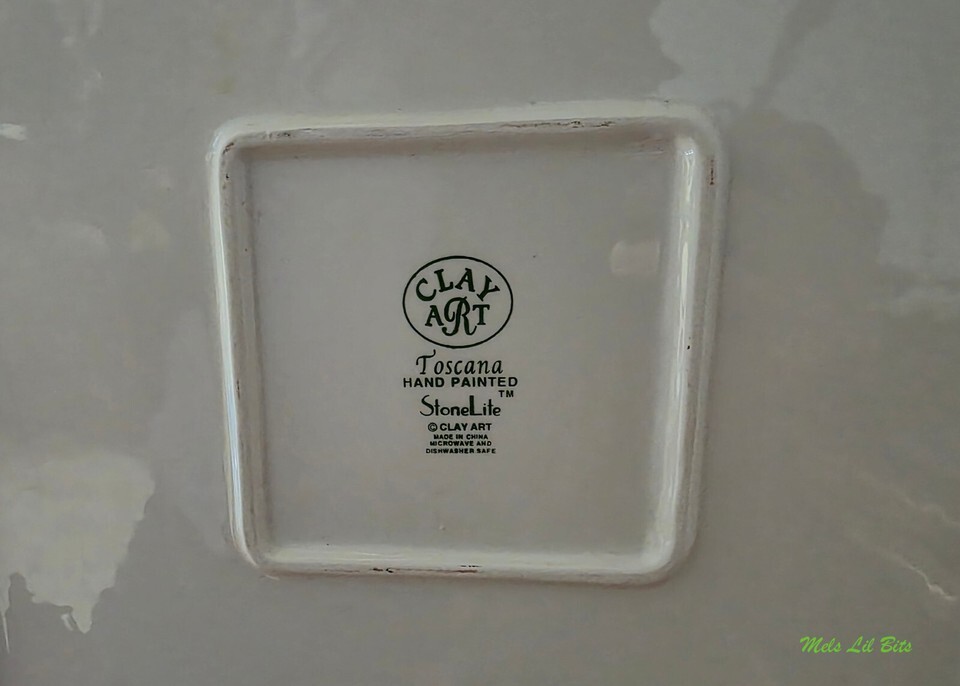 CLAY
ART
Toscana
HAND PAINTED
StoneLite™
© CLAY ART
MADE IN CHINA
MICROWAVE AND
DISHWASHER SAFE
Mels Lil Bits